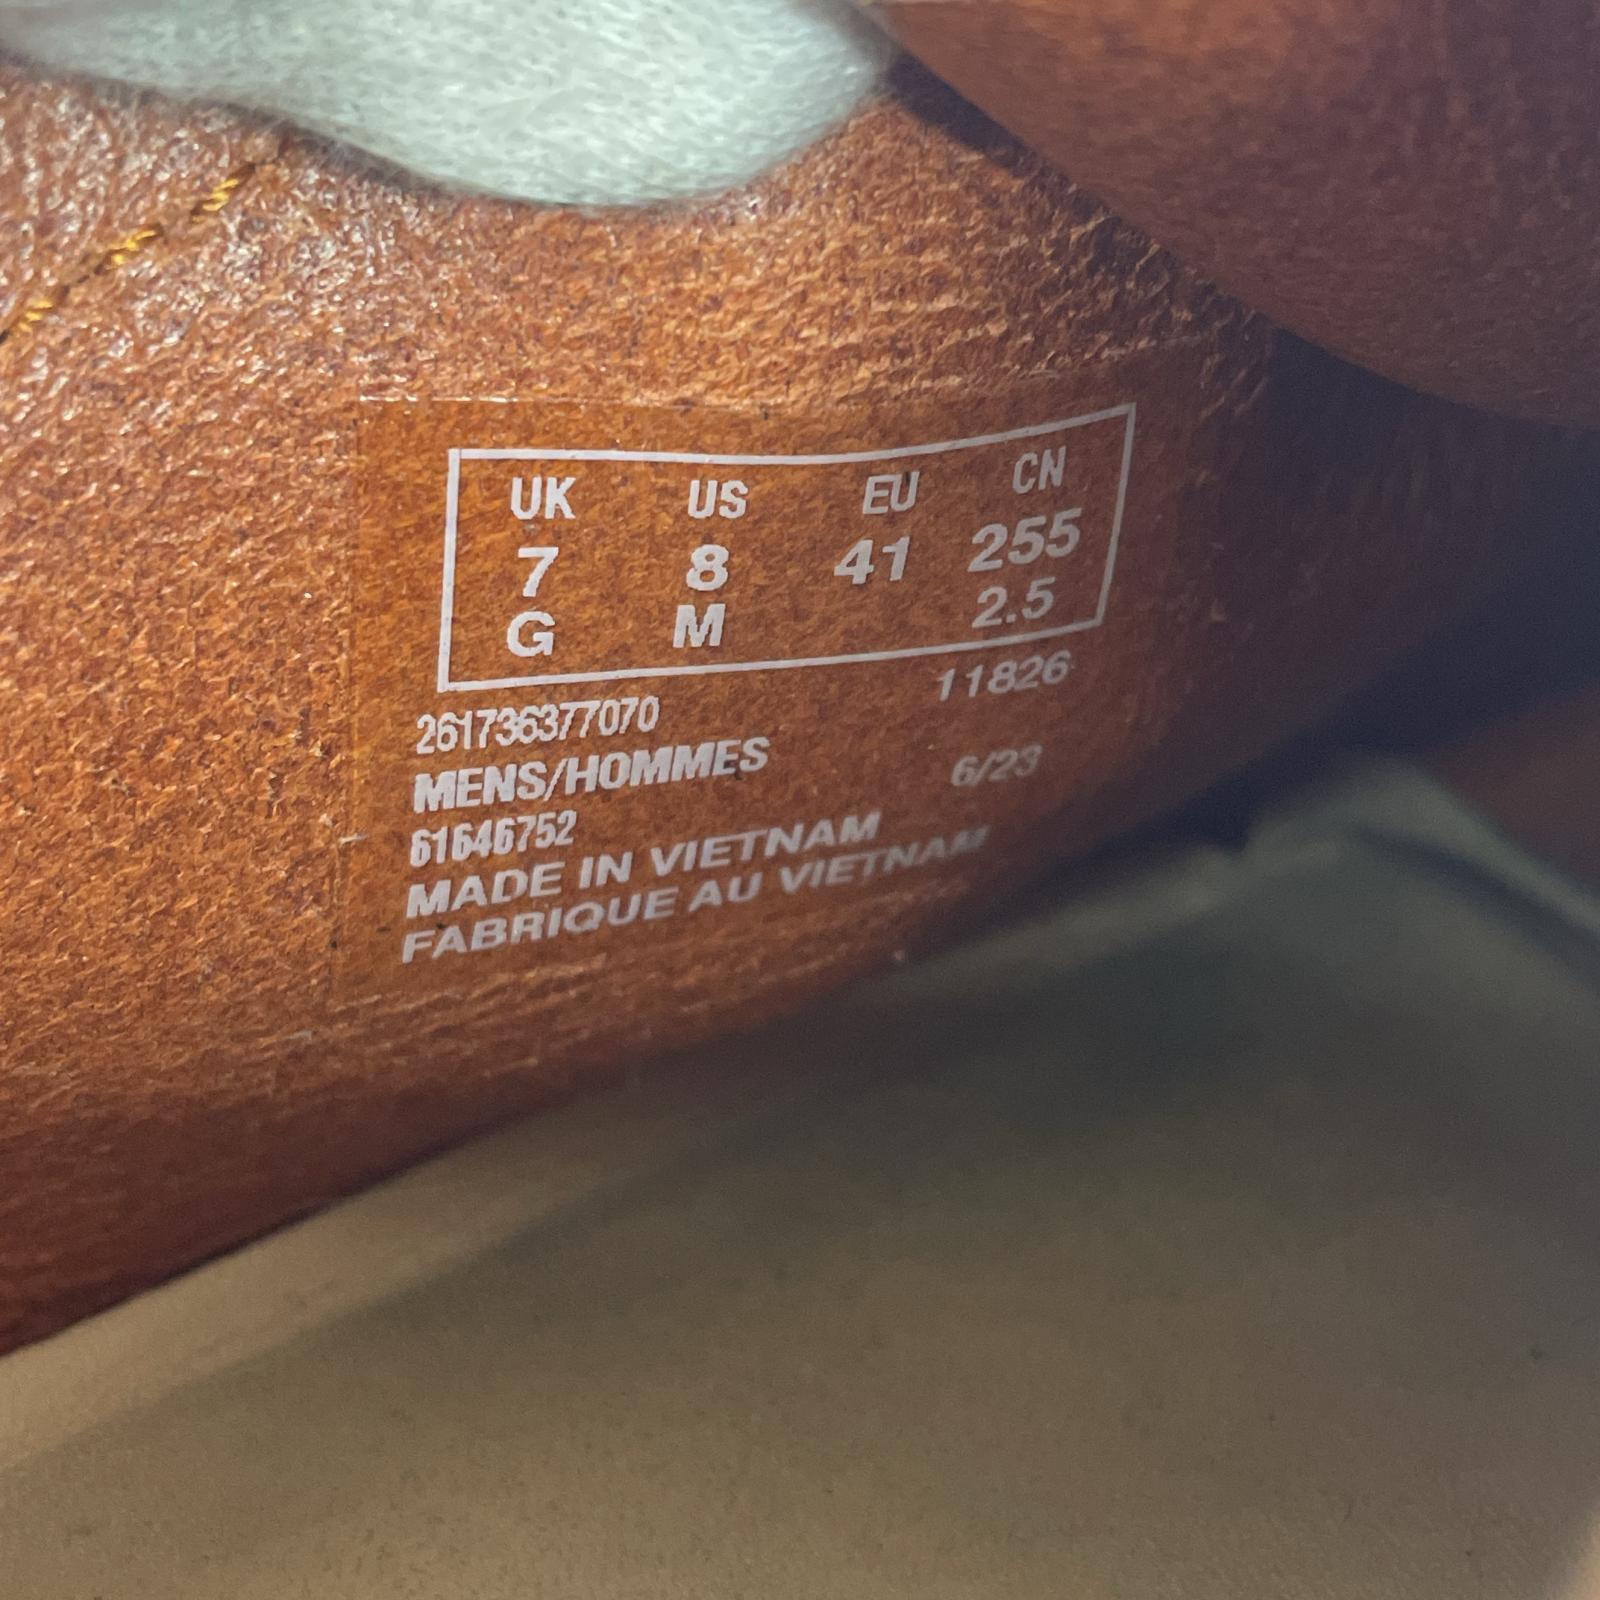 UK US EU CN
7 8 41 255
G M 2.5
261736377070 11826
MENS/HOMMES 6/23
61646752
MADE IN VIETNAM
FABRIQUE AU VIETNAM